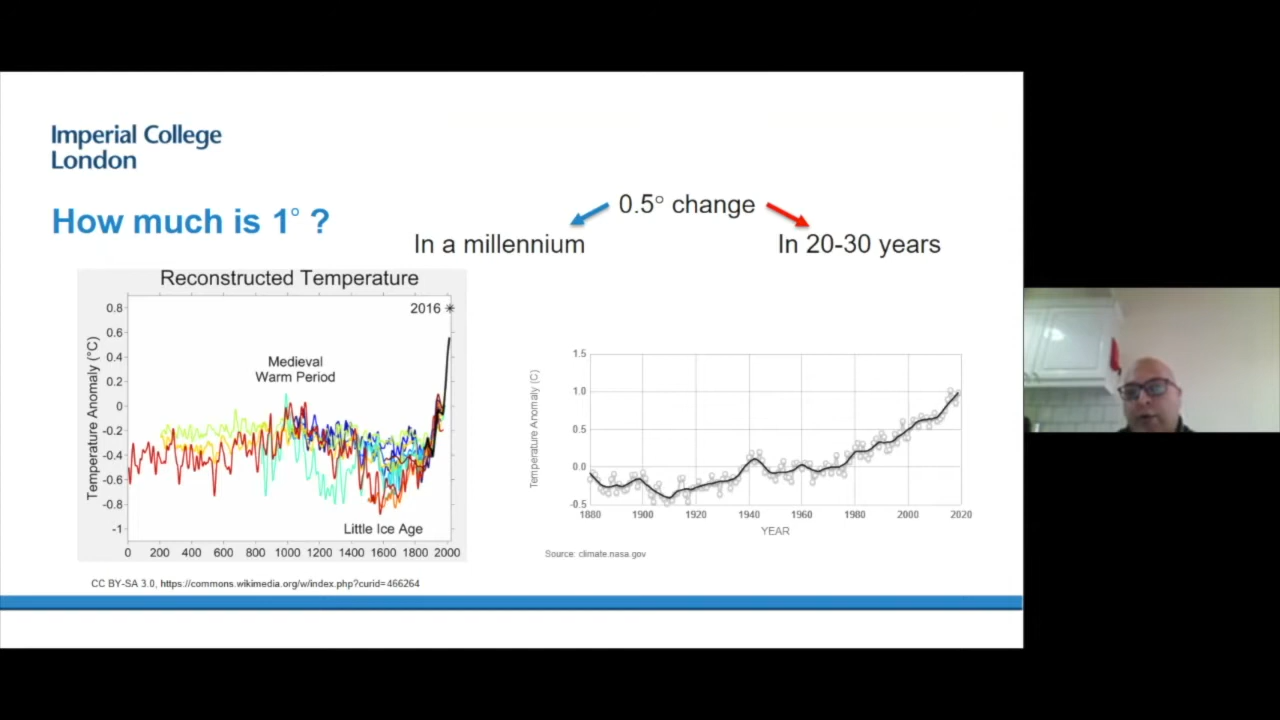 Imperial College
London
How much is 1° ?
0.5° change
In a millennium
In 20-30 years
Reconstructed Temperature
Temperature Anomaly (°C)
0.8
0.6
0.4
0.2
0
-0.2
-0.4
-0.6
-0.8
-1
2016 *
Medieval
Warm Period
Little Ice Age
0 200 400 600 800 1000 1200 1400 1600 1800 2000
CC BY-SA 3.0, https://commons.wikimedia.org/w/index.php?curid=466264
Temperature Anomaly (C)
1.5
1.0
0.5
0.0
-0.5
1880 1900 1920 1940 1960 1980 2000 2020
YEAR
Source: climate.nasa.gov